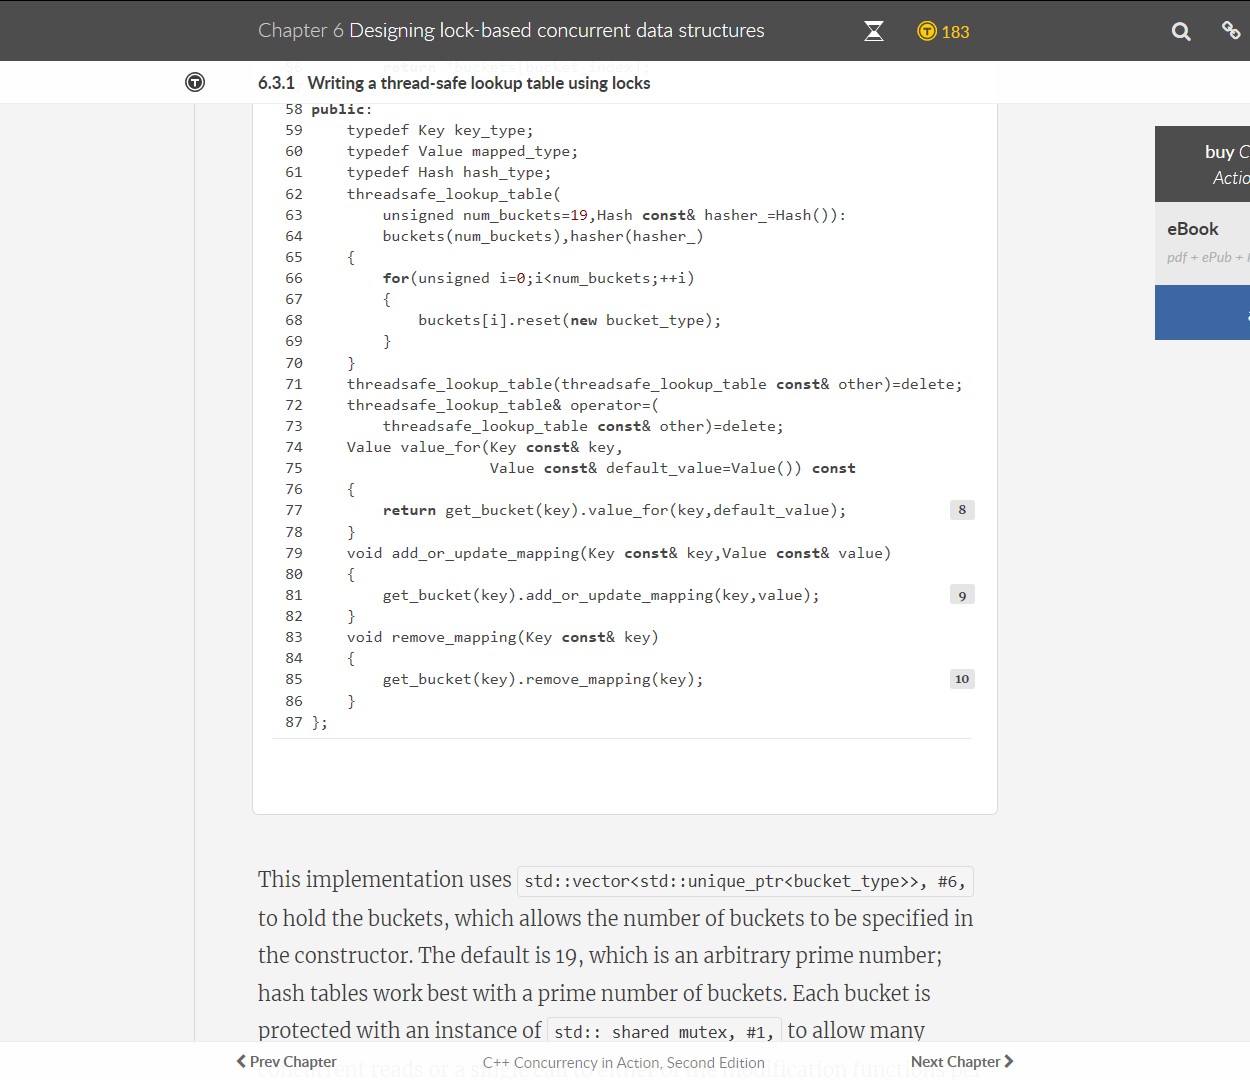 Chapter 6 Designing lock-based concurrent data structures
183
6.3.1 Writing a thread-safe lookup table using locks
58 public:
59 typedef Key key_type;
60 typedef Value mapped_type;
61 typedef Hash hash_type;
62 threadsafe_lookup_table(
63 unsigned num_buckets=19,Hash const& hasher_=Hash()):
64 buckets(num_buckets),hasher(hasher_)
65 {
66 for(unsigned i=0;i<num_buckets;++i)
67 {
68 buckets[i].reset(new bucket_type);
69 }
70 }
71 threadsafe_lookup_table(threadsafe_lookup_table const& other)=delete;
72 threadsafe_lookup_table& operator=(
73 threadsafe_lookup_table const& other)=delete;
74 Value value_for(Key const& key,
75 Value const& default_value=Value()) const
76 {
77 return get_bucket(key).value_for(key,default_value); 8
78 }
79 void add_or_update_mapping(Key const& key,Value const& value)
80 {
81 get_bucket(key).add_or_update_mapping(key,value); 9
82 }
83 void remove_mapping(Key const& key)
84 {
85 get_bucket(key).remove_mapping(key); 10
86 }
87 };
buy C
Actio
eBook
pdf + ePub +
This implementation uses std::vector<std::unique_ptr<bucket_type>>, #6,
to hold the buckets, which allows the number of buckets to be specified in
the constructor. The default is 19, which is an arbitrary prime number;
hash tables work best with a prime number of buckets. Each bucket is
protected with an instance of std:: shared mutex, #1, to allow many
Prev Chapter
C++ Concurrency in Action, Second Edition
Next Chapter